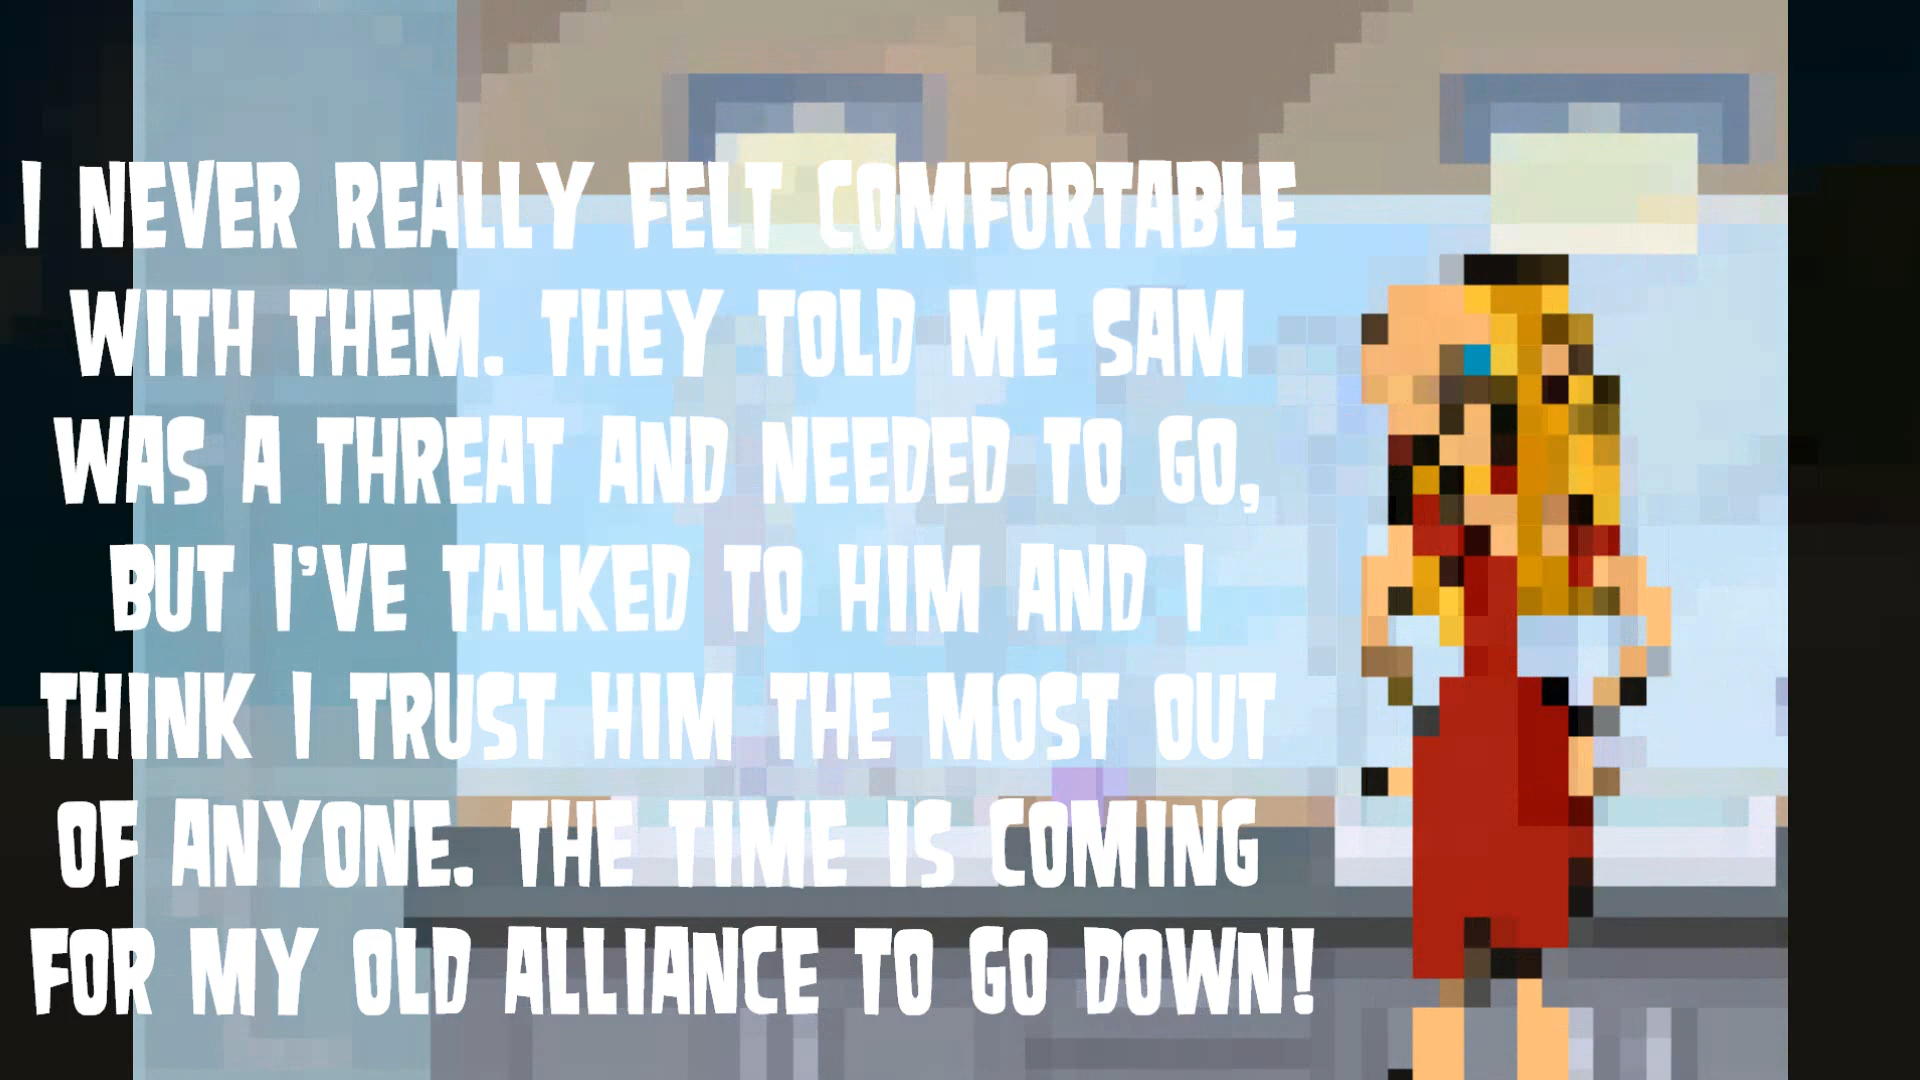 I NEVER REALLY FELT COMFORTABLE
WITH THEM. THEY TOLD ME SAM
WAS A THREAT AND NEEDED TO GO,
BUT I'VE TALKED TO HIM AND I
THINK I TRUST HIM THE MOST OUT
OF ANYONE. THE TIME IS COMING
FOR MY OLD ALLIANCE TO GO DOWN!